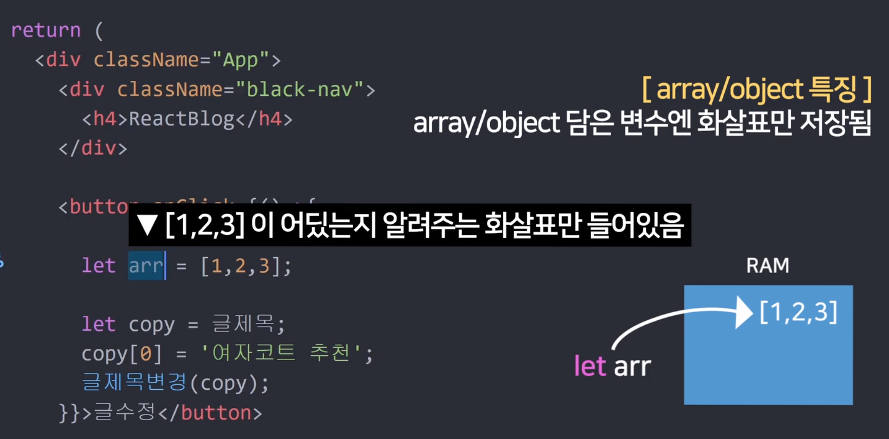 return (
<div className="App">
<div className="black-nav">
<h4>ReactBlog</h4>
</div>
[ array/object 특징 ]
array/object 담은 변수엔 화살표만 저장됨
<button onClick={() => {
▼ [1,2,3] 이 어딨는지 알려주는 화살표만 들어있음
let arr = [1,2,3];
let copy = 글제목;
copy[0] = '여자코트 추천';
글제목변경(copy);
}}>글수정</button>
RAM
[1,2,3]
let arr